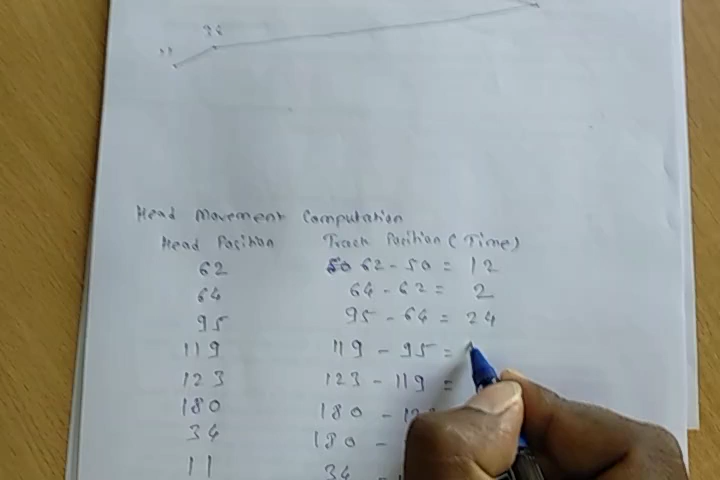 34
Head Movement Computation
Head Position Track Position (Time)
62 50 62 - 50 = 12
64 64 - 62 = 2
95 95 - 64 = 24
119 119 - 95 =
123 123 - 119 =
180 180 -
34 180 -
11 34